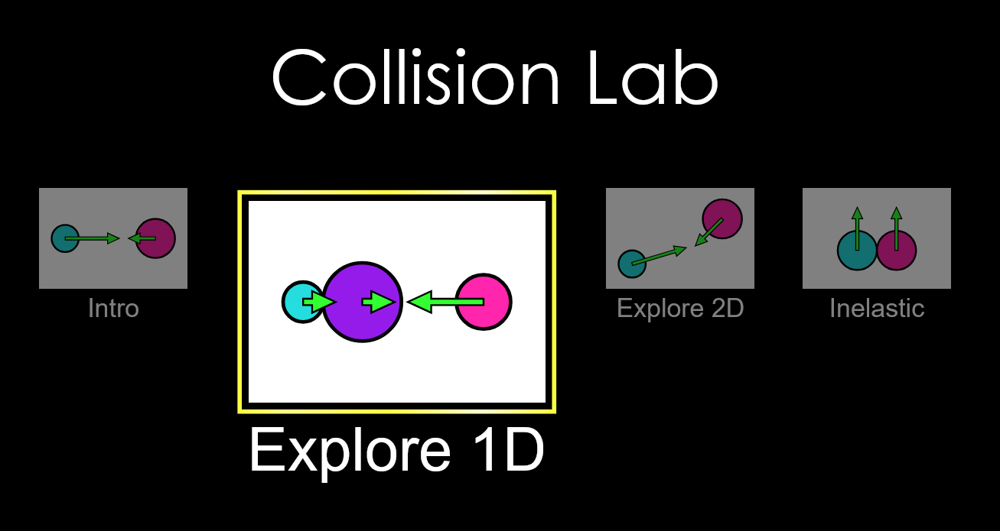 Collision Lab
Intro
Explore 1D
Explore 2D
Inelastic